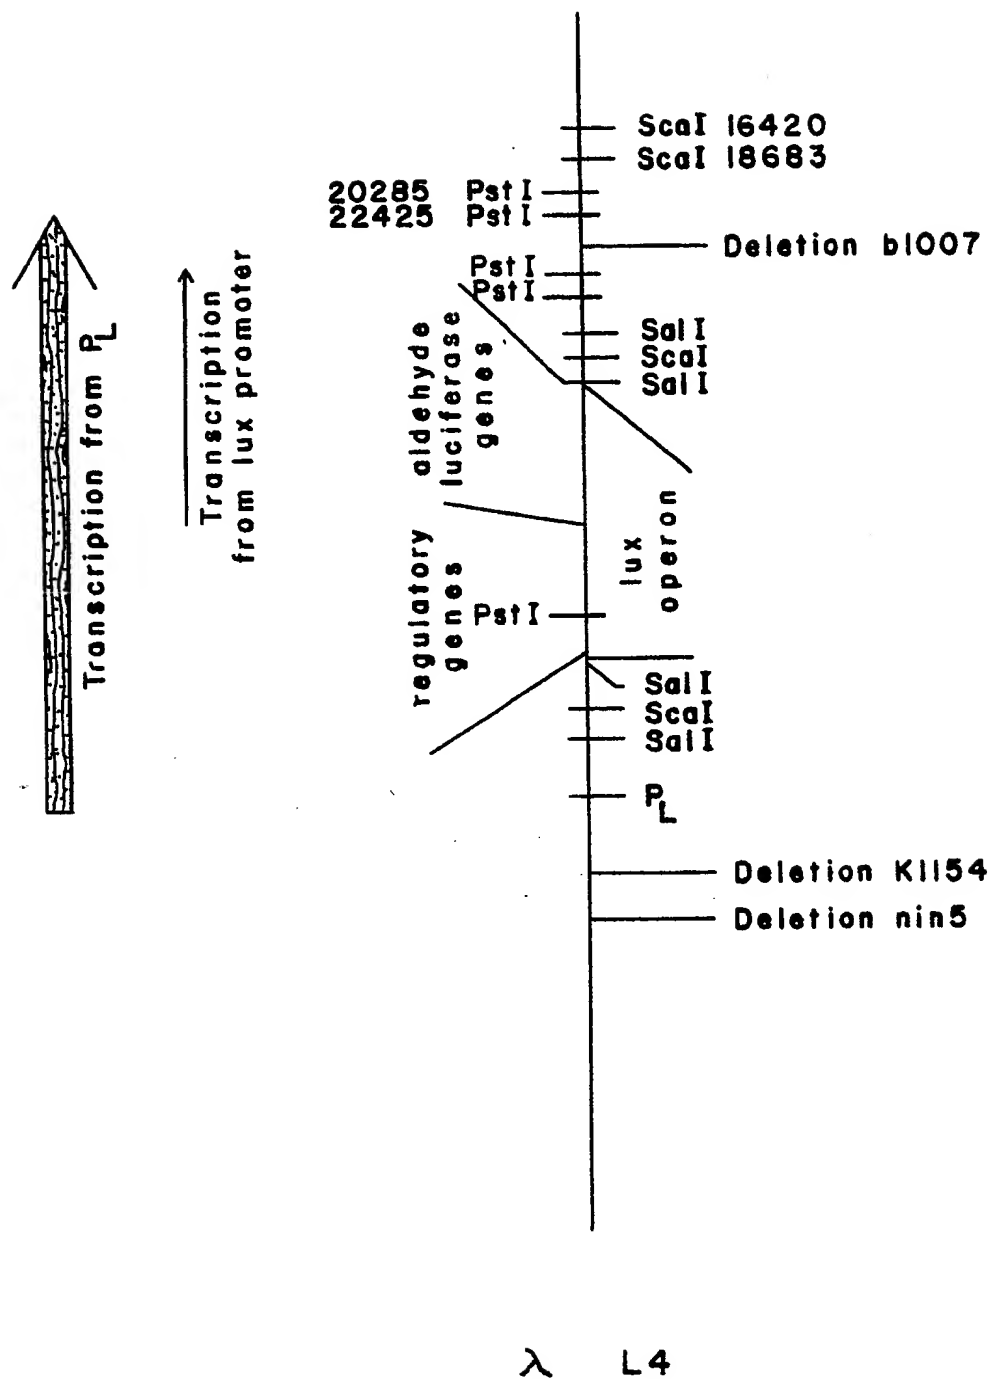 ScaI 16420
ScaI 18683
20285 PstI
22425 PstI
Deletion b1007
PstI
PstI
SalI
ScaI
SalI
Transcription from PL
Transcription
from lux promoter
aldehyde
luciferase
genes
regulatory
genes
lux
operon
PstI
SalI
ScaI
SalI
PL
Deletion K1154
Deletion nin5
λ L4